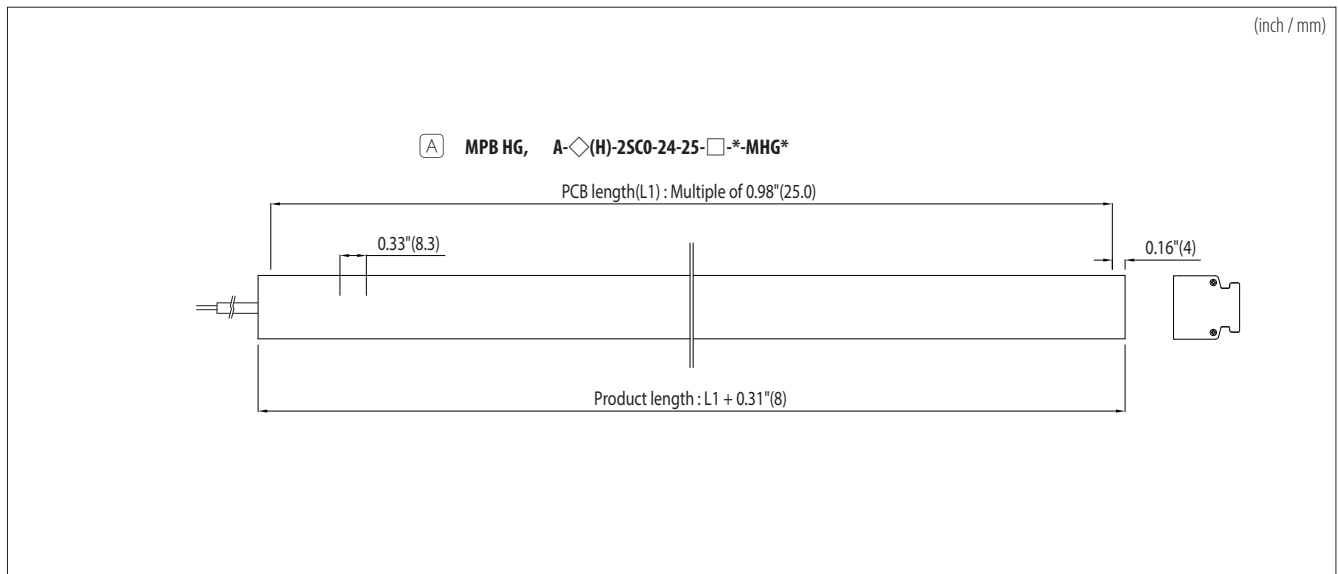 (inch / mm)
A MPB HG, A-◇(H)-2SC0-24-25-□-*-MHG*
PCB length(L1) : Multiple of 0.98"(25.0)
0.33"(8.3)
0.16"(4)
Product length : L1 + 0.31"(8)